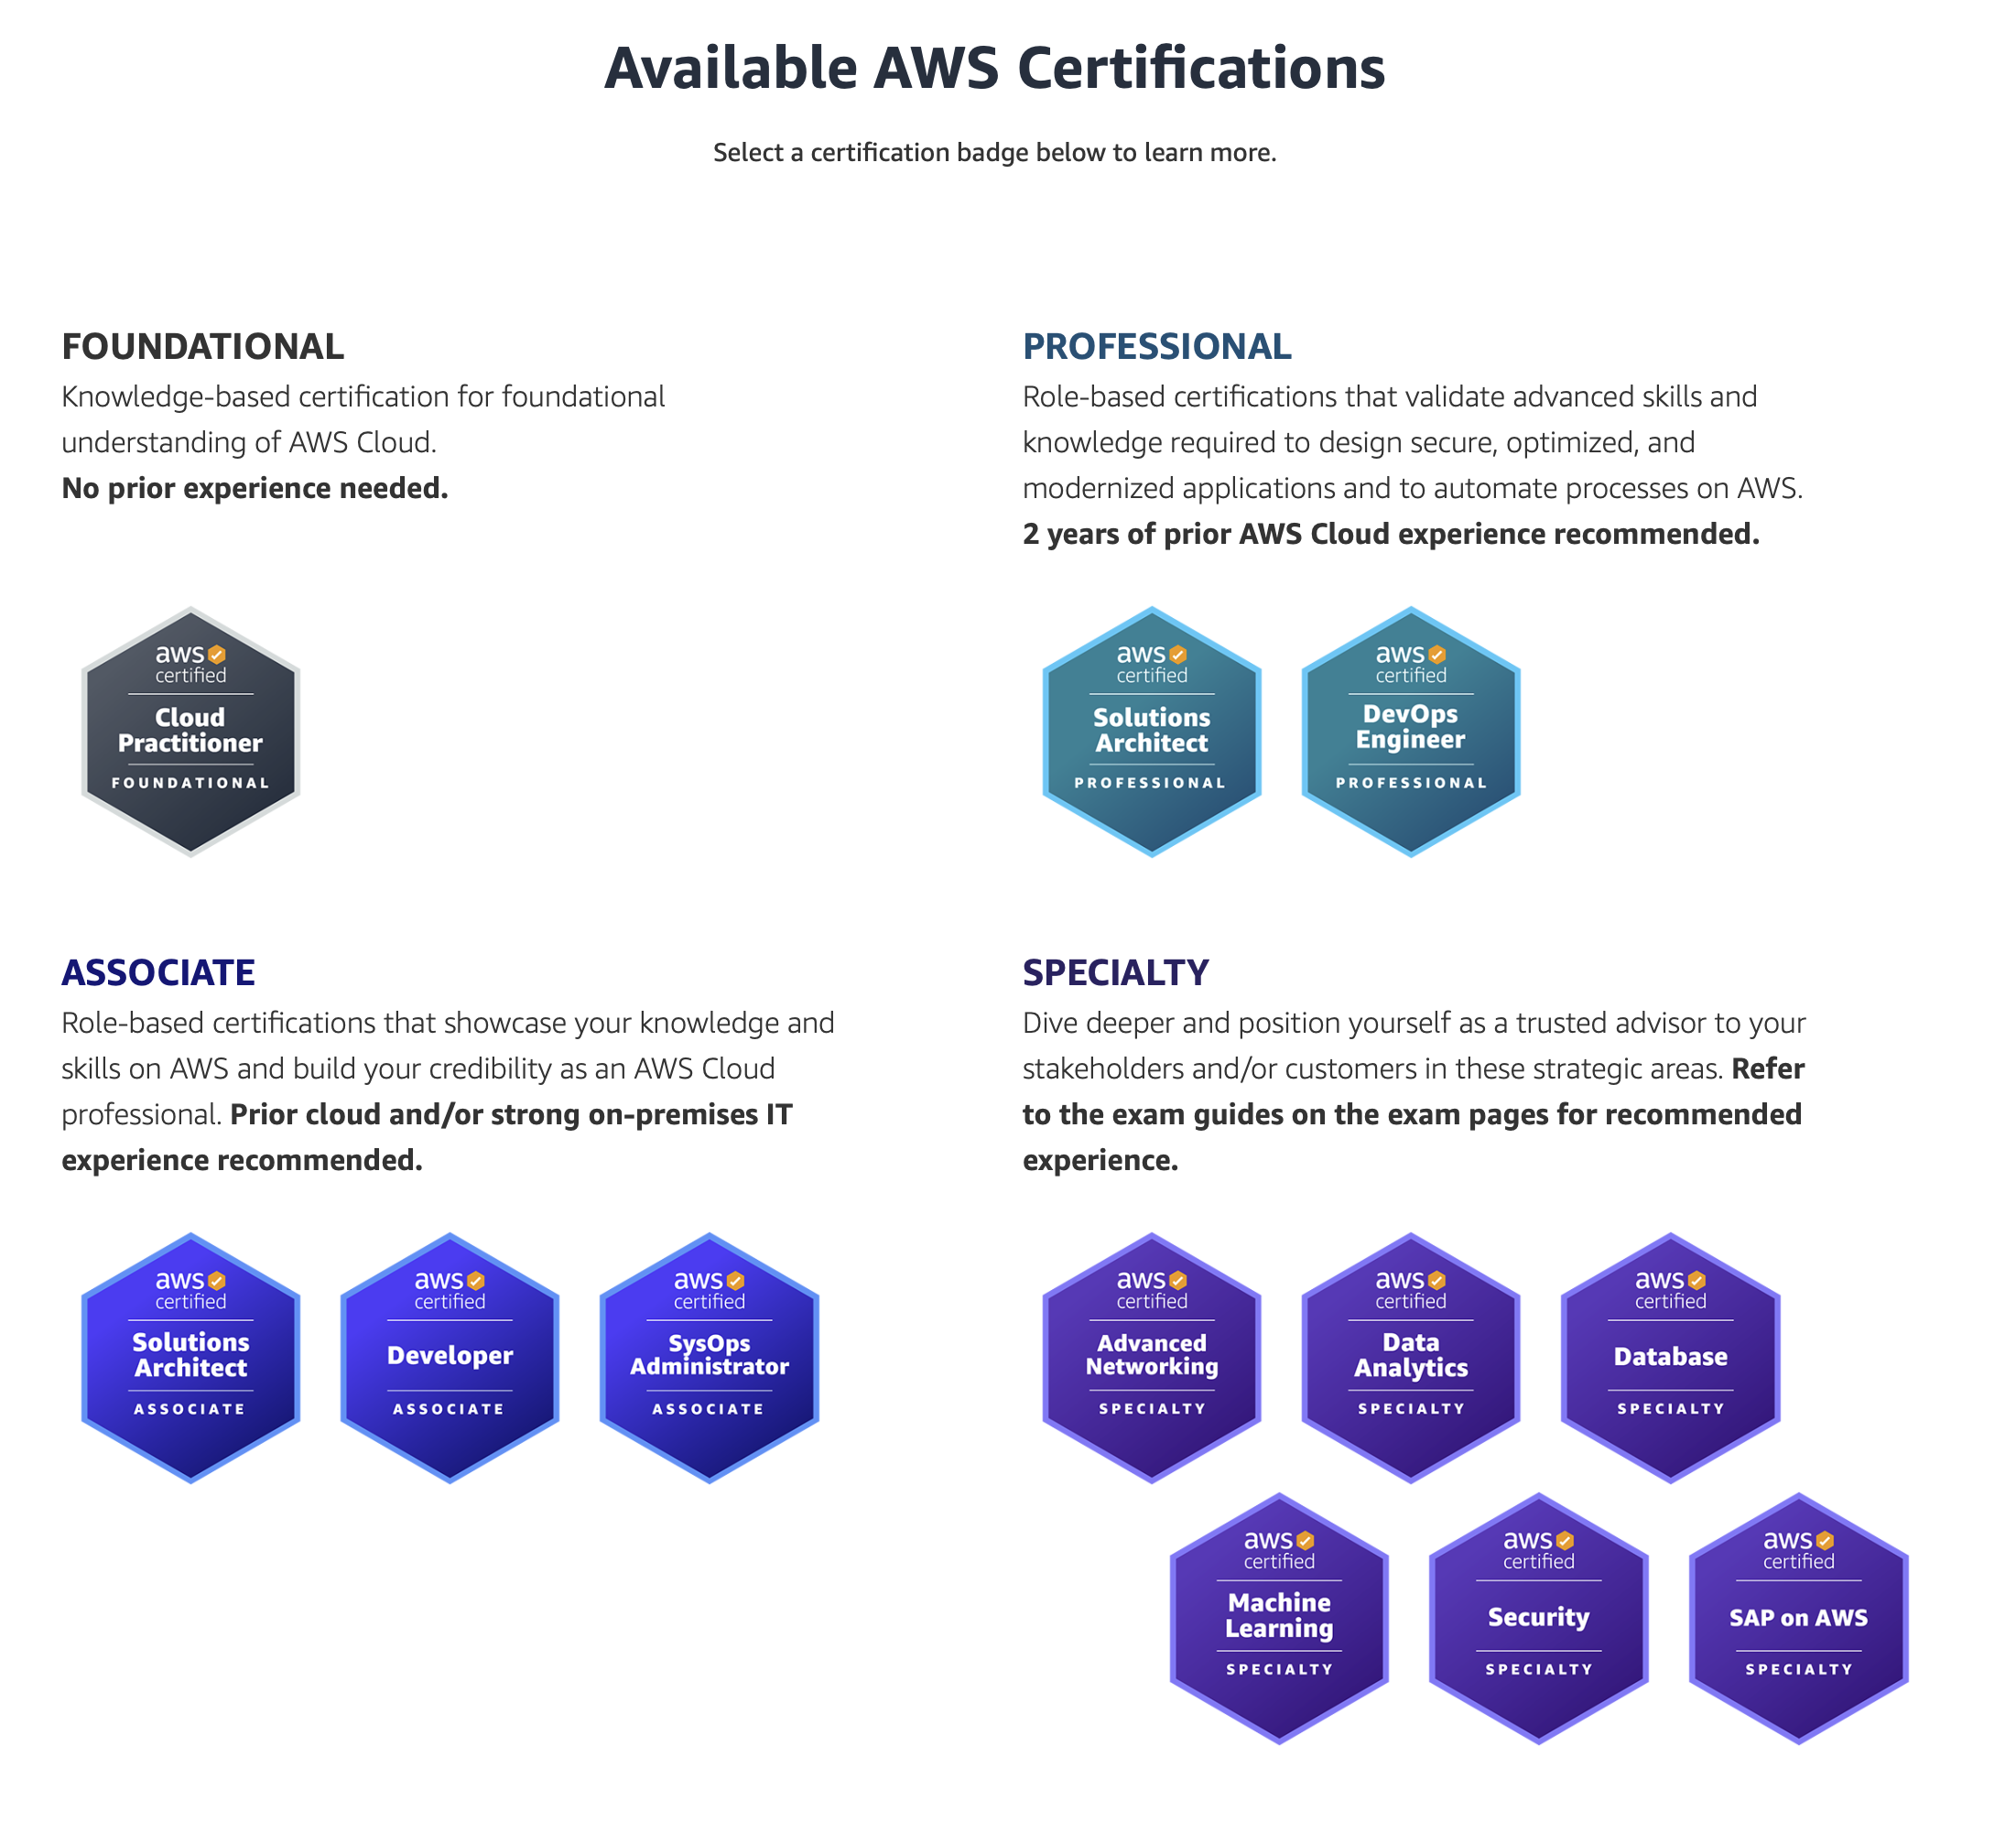 Available AWS Certifications
Select a certification badge below to learn more.
FOUNDATIONAL
Knowledge-based certification for foundational
understanding of AWS Cloud.
No prior experience needed.
aws
certified
Cloud
Practitioner
FOUNDATIONAL
PROFESSIONAL
Role-based certifications that validate advanced skills and
knowledge required to design secure, optimized, and
modernized applications and to automate processes on AWS.
2 years of prior AWS Cloud experience recommended.
aws
certified
Solutions
Architect
PROFESSIONAL
aws
certified
DevOps
Engineer
PROFESSIONAL
ASSOCIATE
Role-based certifications that showcase your knowledge and
skills on AWS and build your credibility as an AWS Cloud
professional. Prior cloud and/or strong on-premises IT
experience recommended.
aws
certified
Solutions
Architect
ASSOCIATE
aws
certified
Developer
ASSOCIATE
aws
certified
SysOps
Administrator
ASSOCIATE
SPECIALTY
Dive deeper and position yourself as a trusted advisor to your
stakeholders and/or customers in these strategic areas. Refer
to the exam guides on the exam pages for recommended
experience.
aws
certified
Advanced
Networking
SPECIALTY
aws
certified
Data
Analytics
SPECIALTY
aws
certified
Database
SPECIALTY
aws
certified
Machine
Learning
SPECIALTY
aws
certified
Security
SPECIALTY
aws
certified
SAP on AWS
SPECIALTY